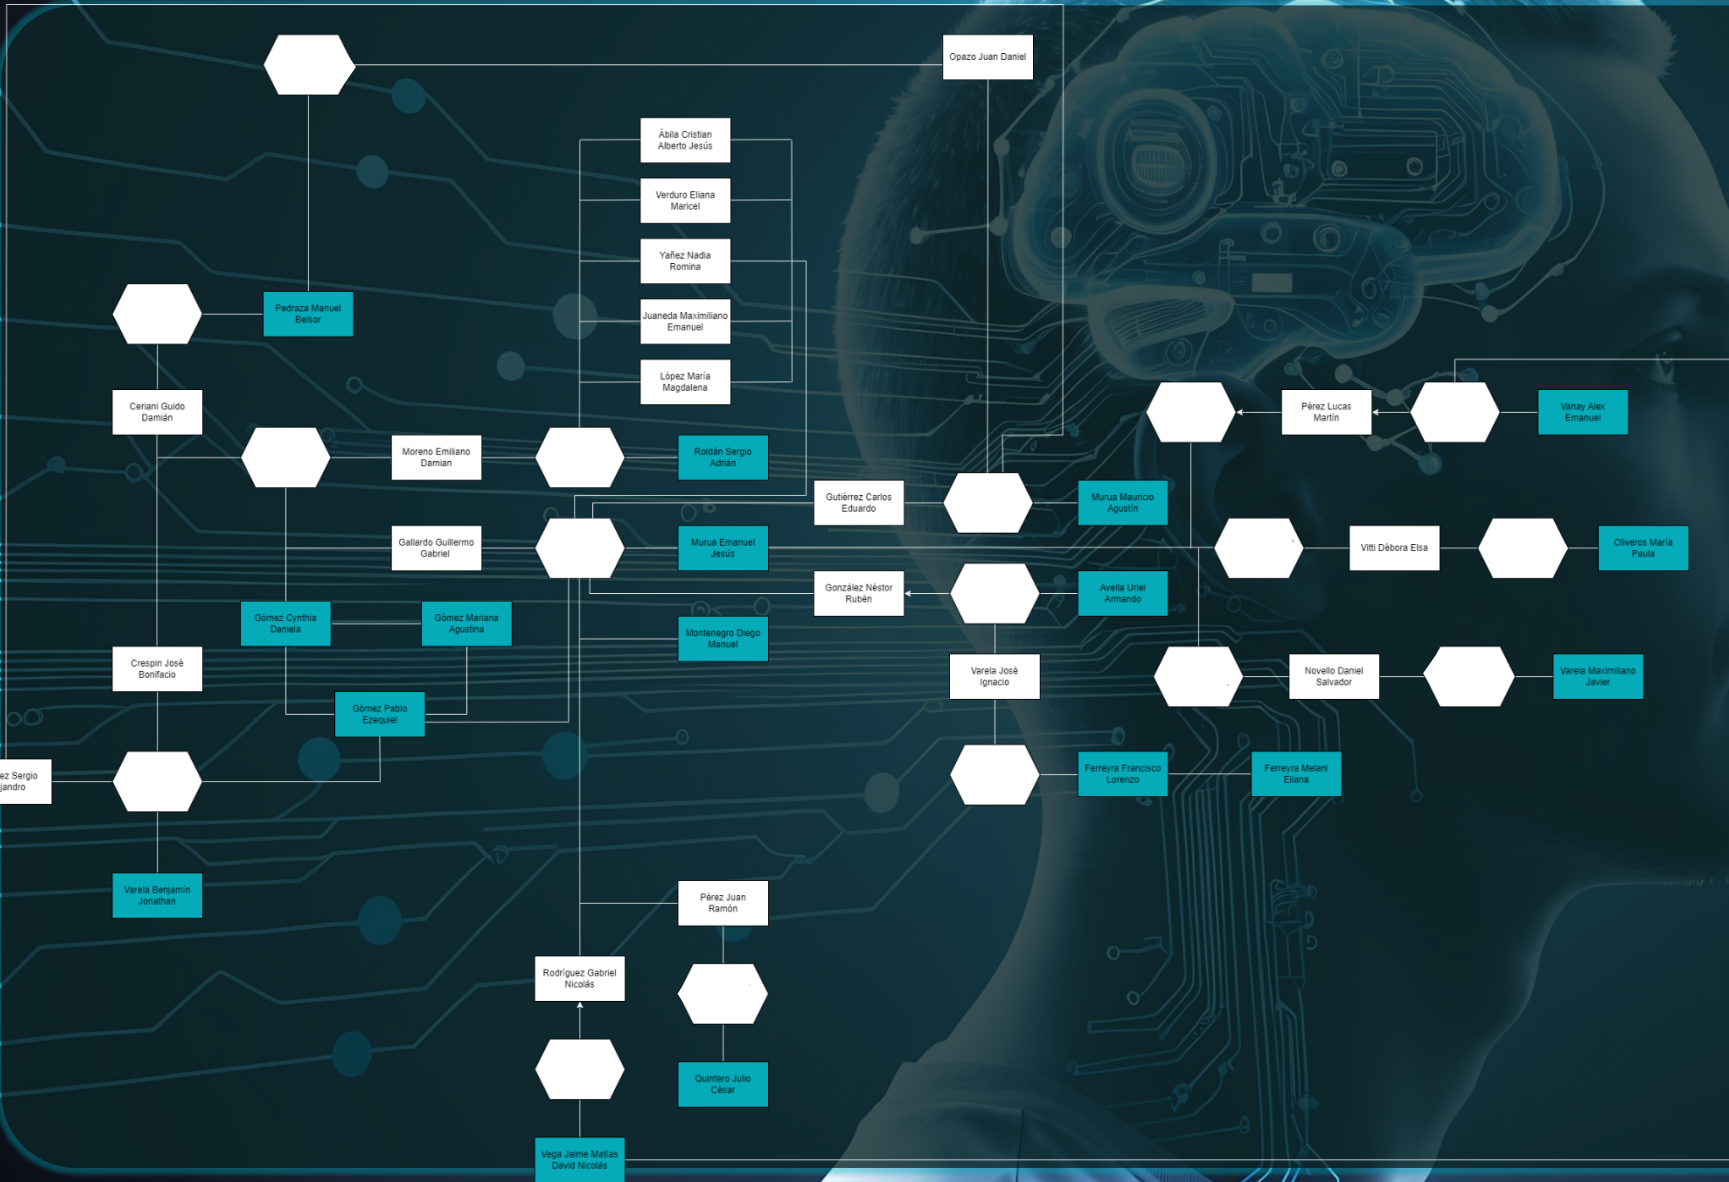 Opazo Juan Daniel
Ábila Cristian
Alberto Jesús
Verduro Eliana
Maricel
Yañez Nadia
Romina
Juaneda Maximiliano
Emanuel
López María
Magdalena
Pedraza Manuel
Belsor
Ceriani Guido
Damián
Moreno Emiliano
Damian
Roldán Sergio
Adrián
Pérez Lucas
Martín
Vanay Alex
Emanuel
Gutiérrez Carlos
Eduardo
Murua Mauricio
Agustín
Gallardo Guillermo
Gabriel
Murua Emanuel
Jesús
Vitti Débora Elsa
Oliveros María
Paula
González Néstor
Rubén
Avella Uriel
Armando
Gómez Cynthia
Daniela
Gómez Mariana
Agustina
Montenegro Diego
Manuel
Crespin José
Bonifacio
Varela José
Ignacio
Novello Daniel
Salvador
Varela Maximiliano
Javier
Gómez Pablo
Ezequiel
ez Sergio
jandro
Ferreyra Francisco
Lorenzo
Ferreyra Melani
Eliana
Varela Benjamín
Jonathan
Pérez Juan
Ramón
Rodríguez Gabriel
Nicolás
Quintero Julio
César
Vega Jaime Matías
David Nicolás